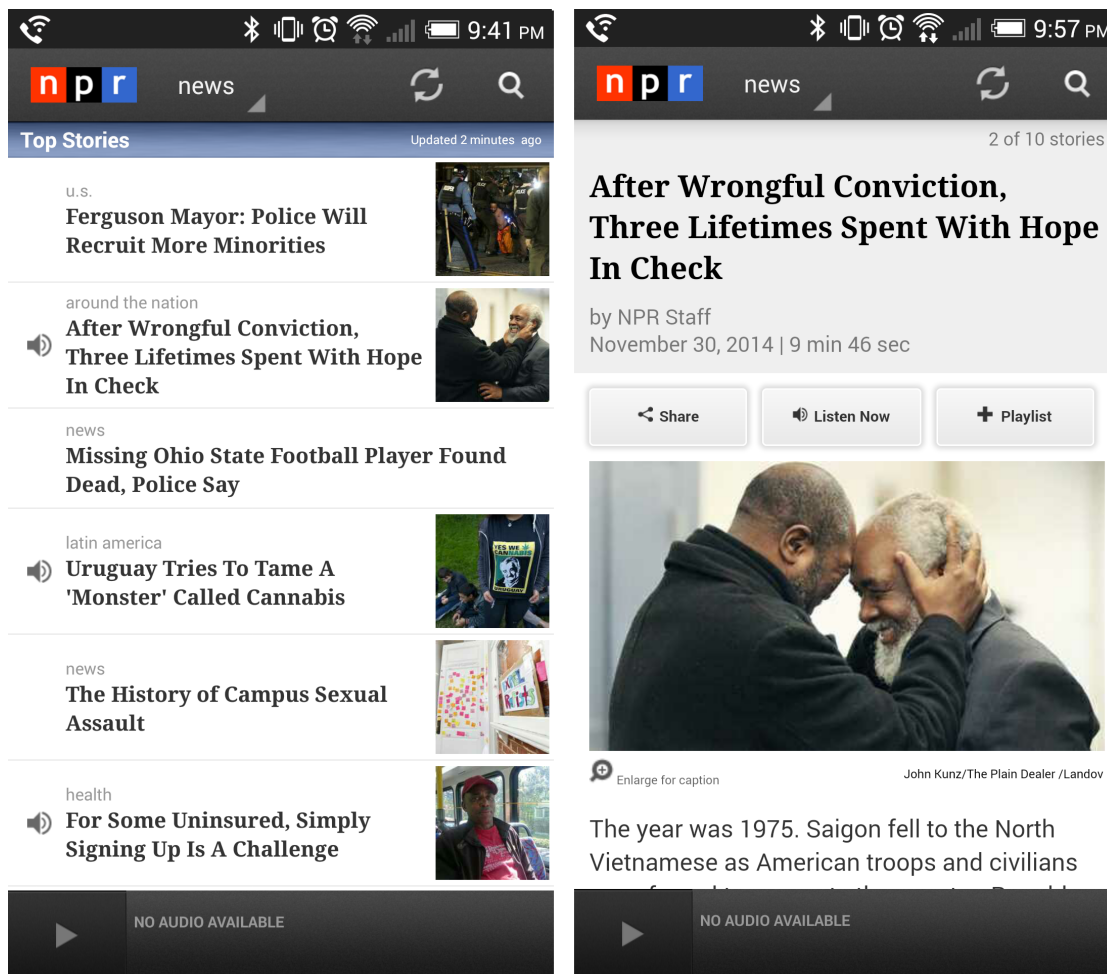 9:41 PM
npr news
Top Stories
Updated 2 minutes ago
u.s.
Ferguson Mayor: Police Will
Recruit More Minorities
around the nation
After Wrongful Conviction,
Three Lifetimes Spent With Hope
In Check
news
Missing Ohio State Football Player Found
Dead, Police Say
latin america
Uruguay Tries To Tame A
'Monster' Called Cannabis
YES WE
CANNABIS
URUGUAY
news
The History of Campus Sexual
Assault
health
For Some Uninsured, Simply
Signing Up Is A Challenge
NO AUDIO AVAILABLE
9:57 PM
npr news
2 of 10 stories
After Wrongful Conviction,
Three Lifetimes Spent With Hope
In Check
by NPR Staff
November 30, 2014 | 9 min 46 sec
Share
Listen Now
Playlist
Enlarge for caption
John Kunz/The Plain Dealer /Landov
The year was 1975. Saigon fell to the North
Vietnamese as American troops and civilians
NO AUDIO AVAILABLE